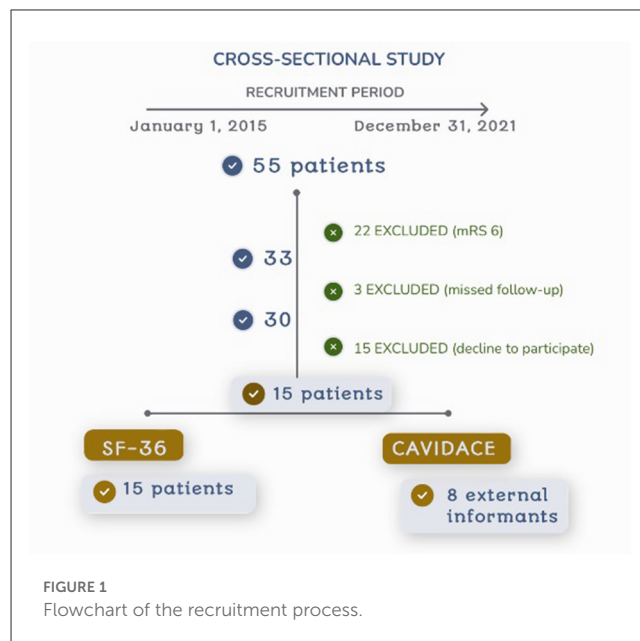 CROSS-SECTIONAL STUDY
RECRUITMENT PERIOD
January 1, 2015 December 31, 2021
55 patients
22 EXCLUDED (mRS 6)
33
3 EXCLUDED (missed follow-up)
30
15 EXCLUDED (decline to participate)
15 patients
SF-36 CAVIDACE
15 patients
8 external
informants
FIGURE 1
Flowchart of the recruitment process.